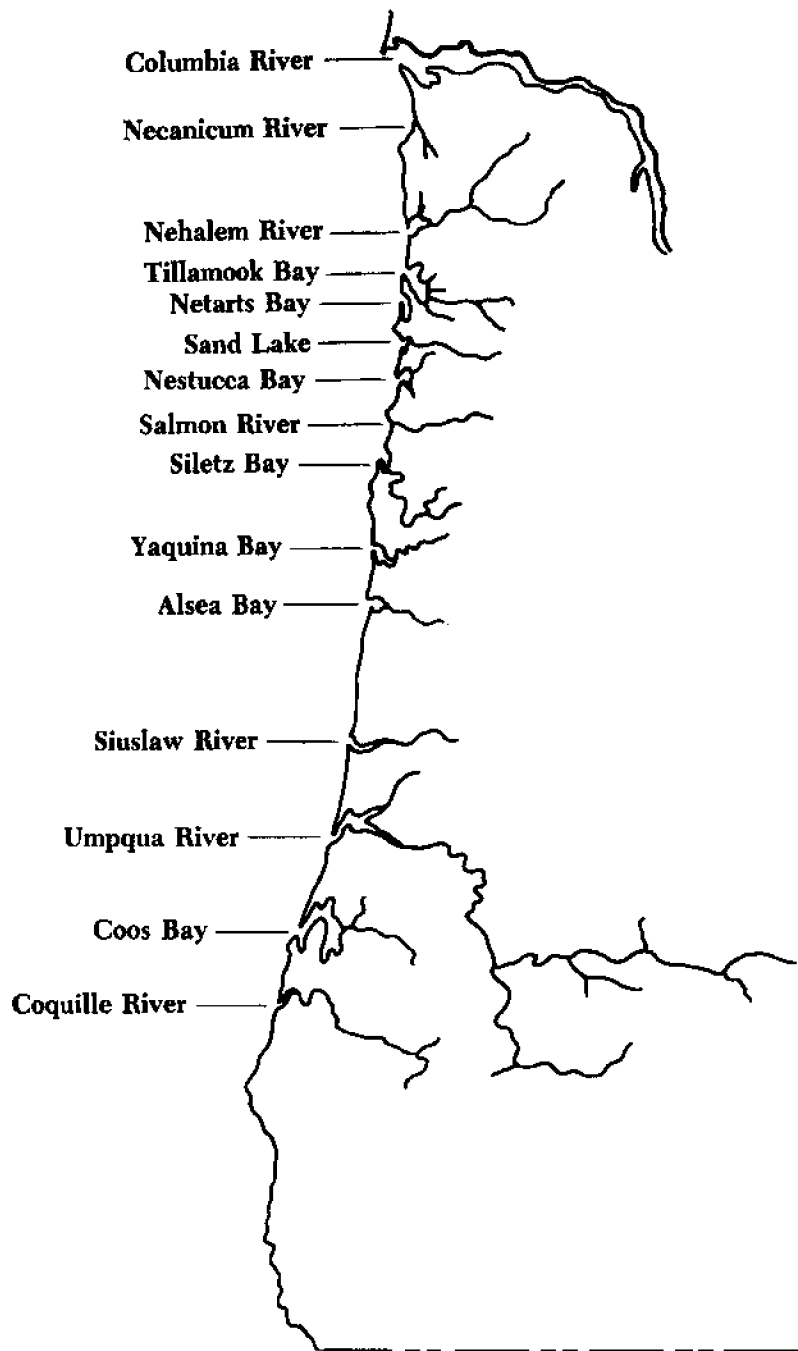 Columbia River
Necanicum River
Nehalem River
Tillamook Bay
Netarts Bay
Sand Lake
Nestucca Bay
Salmon River
Siletz Bay
Yaquina Bay
Alsea Bay
Siuslaw River
Umpqua River
Coos Bay
Coquille River